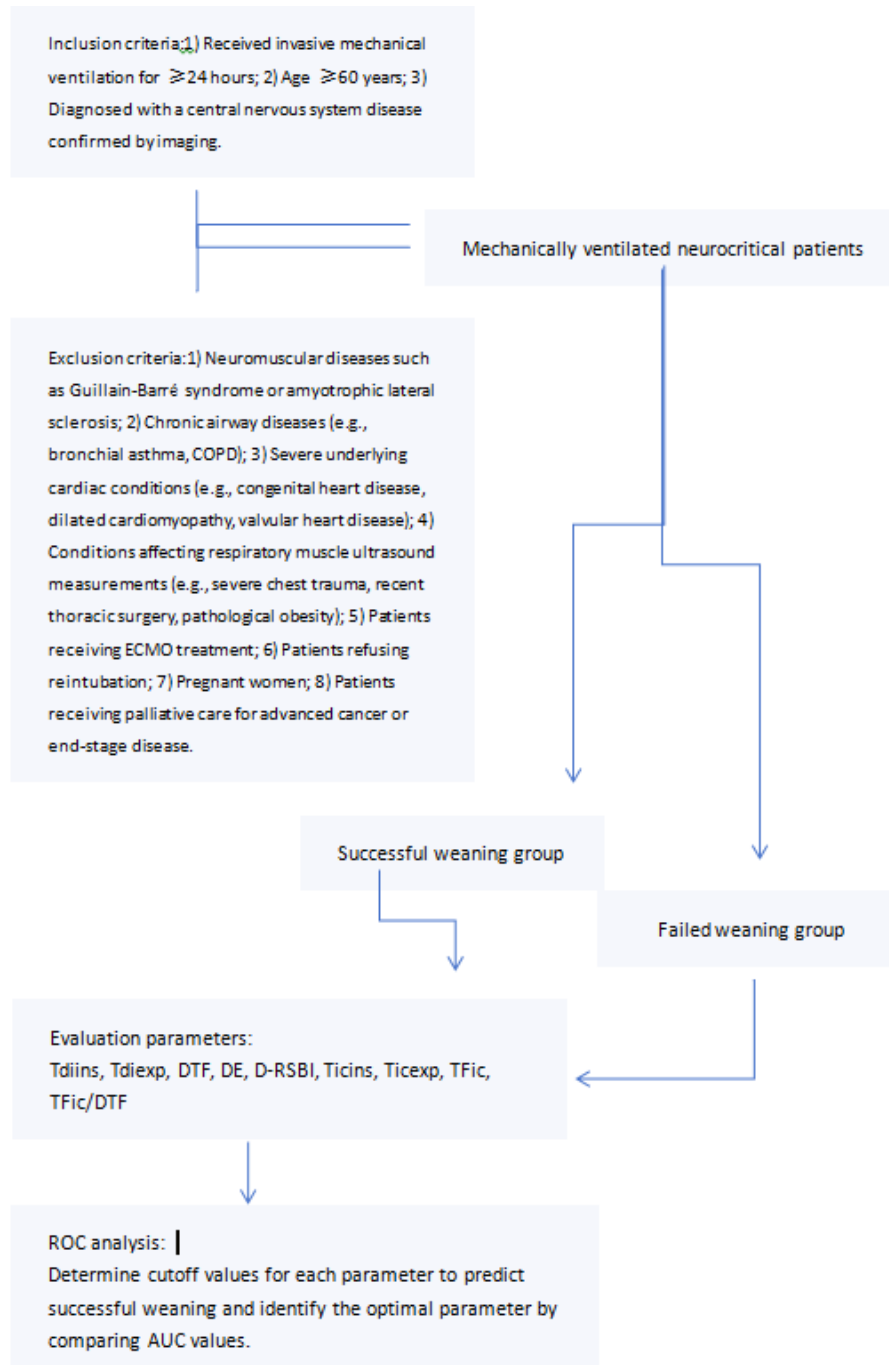 Inclusion criteria:1) Received invasive mechanical
ventilation for ≥24 hours; 2) Age ≥60 years; 3)
Diagnosed with a central nervous system disease
confirmed by imaging.
Mechanically ventilated neurocritical patients
Exclusion criteria:1) Neuromuscular diseases such
as Guillain-Barré syndrome or amyotrophic lateral
sclerosis; 2) Chronic airway diseases (e.g.,
bronchial asthma, COPD); 3) Severe underlying
cardiac conditions (e.g., congenital heart disease,
dilated cardiomyopathy, valvular heart disease); 4)
Conditions affecting respiratory muscle ultrasound
measurements (e.g., severe chest trauma, recent
thoracic surgery, pathological obesity); 5) Patients
receiving ECMO treatment; 6) Patients refusing
reintubation; 7) Pregnant women; 8) Patients
receiving palliative care for advanced cancer or
end-stage disease.
Successful weaning group
Failed weaning group
Evaluation parameters:
Tdiins, Tdiexp, DTF, DE, D-RSBI, Ticins, Ticexp, TFic,
TFic/DTF
ROC analysis:
Determine cutoff values for each parameter to predict
successful weaning and identify the optimal parameter by
comparing AUC values.